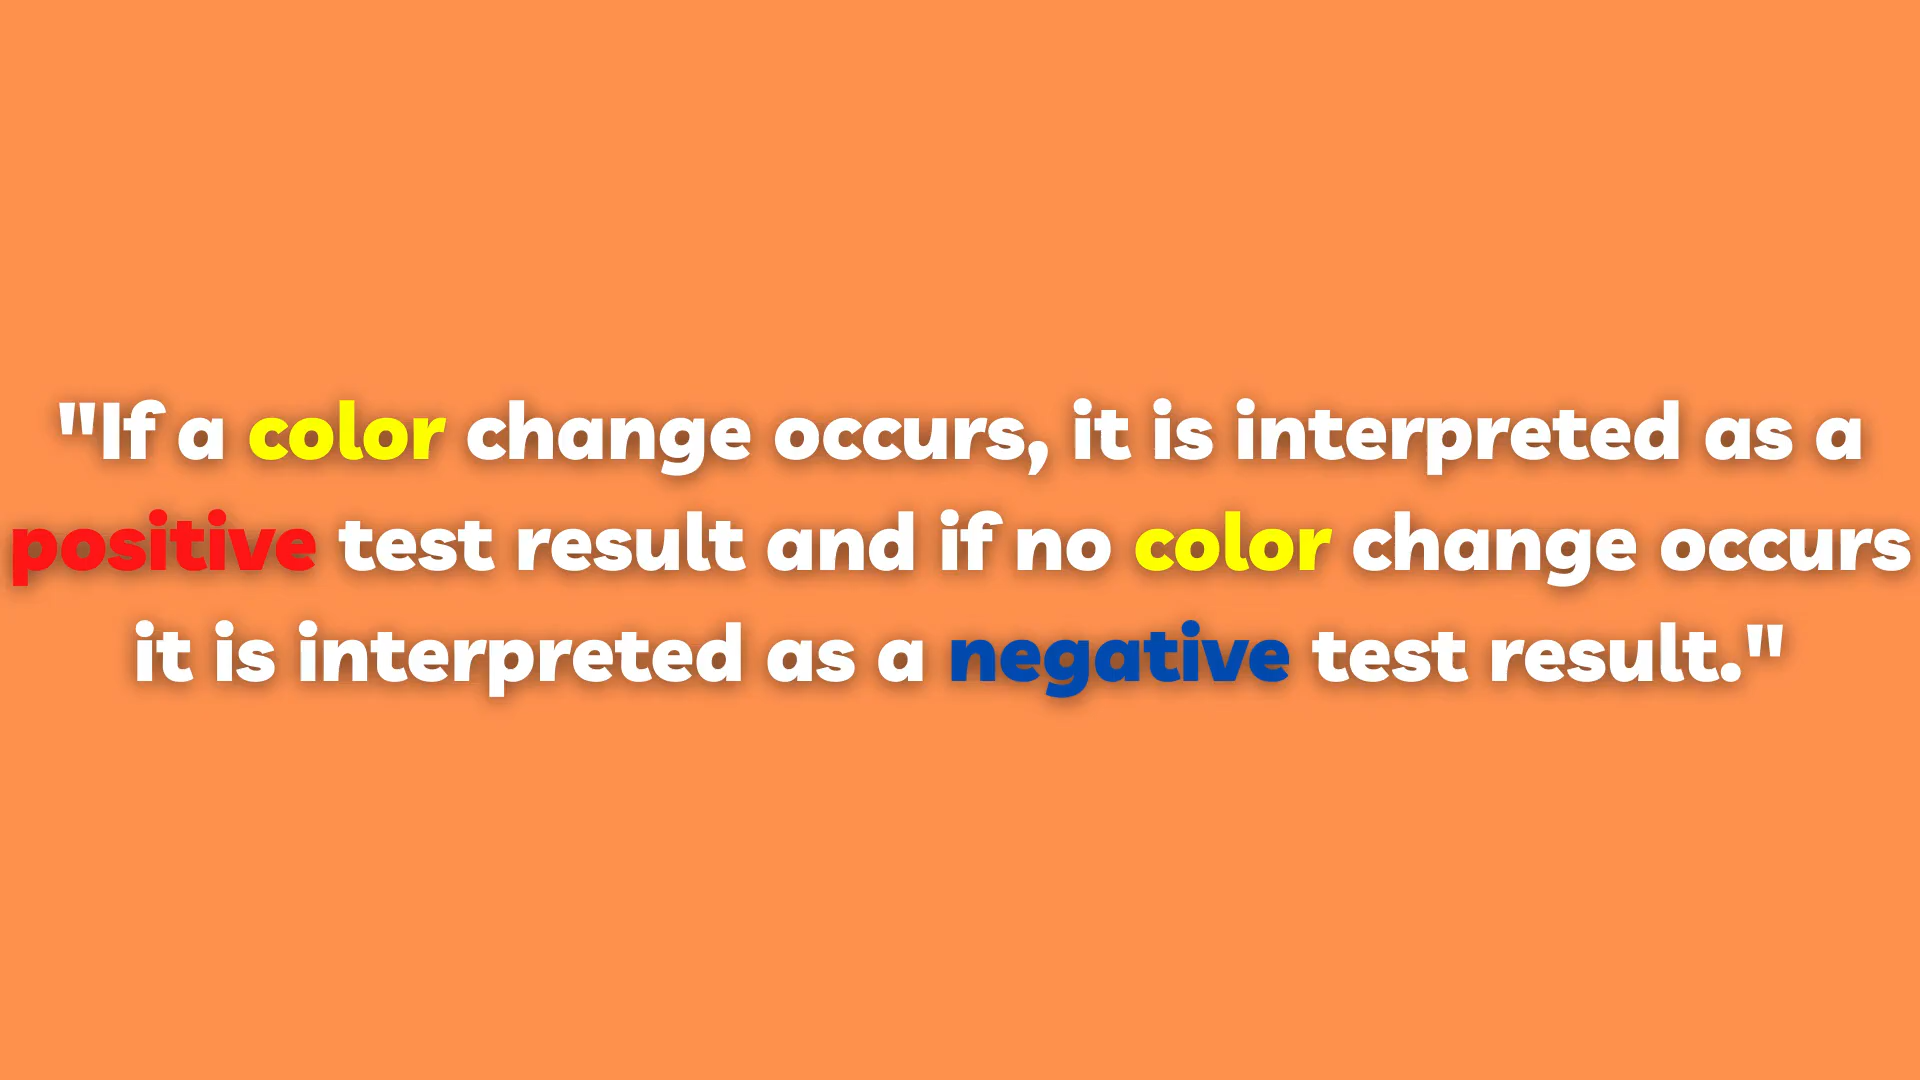 "If a color change occurs, it is interpreted as a
positive test result and if no color change occurs
it is interpreted as a negative test result."